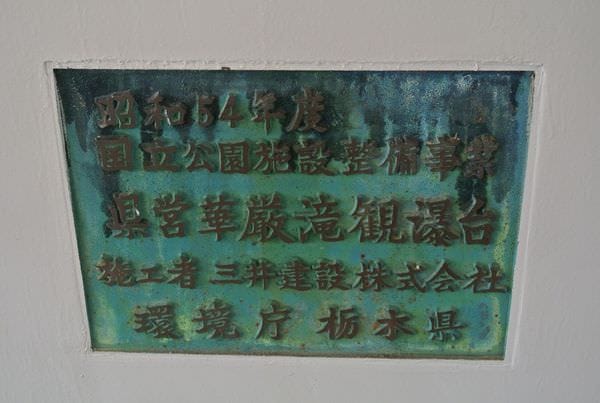 昭和54年度
国立公園施設整備事業
県営華厳滝観瀑台
施工者 三井建設株式会社
環境庁 栃木県